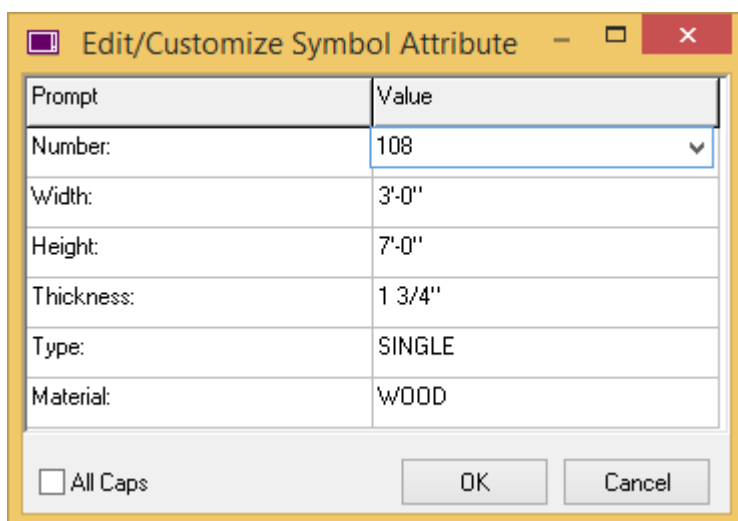 Edit/Customize Symbol Attribute
Prompt Value
Number: 108
Width: 3'-0"
Height: 7'-0"
Thickness: 1 3/4"
Type: SINGLE
Material: WOOD
All Caps OK Cancel